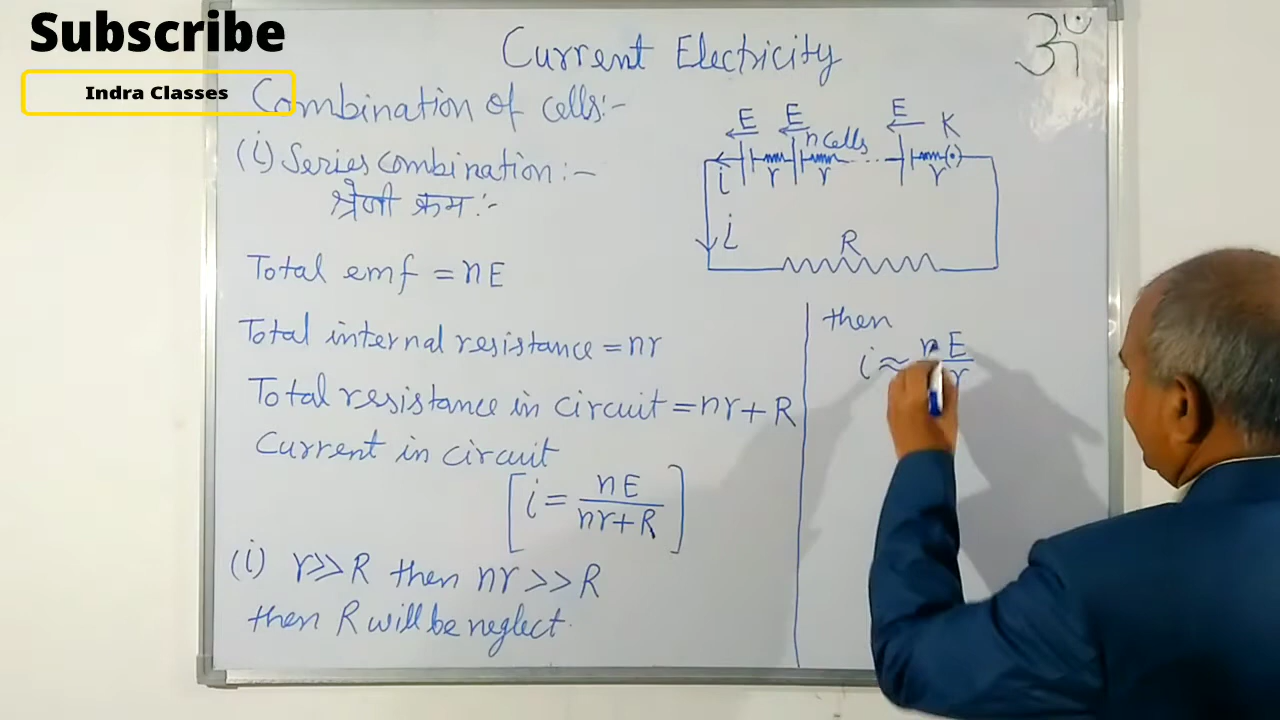 Subscribe
Indra Classes
Current Electricity
Combination of cells:-
(i) Series combination:-
श्रेणी क्रम:-
Total emf = nE
Total internal resistance = nr
Total resistance in circuit = nr + R
Current in circuit
[i = nE / nr+R]
(i) r>>R then nr >> R
then R will be neglect.
E E n cells E K
i r r r
i R
then
i ≈ nE / r